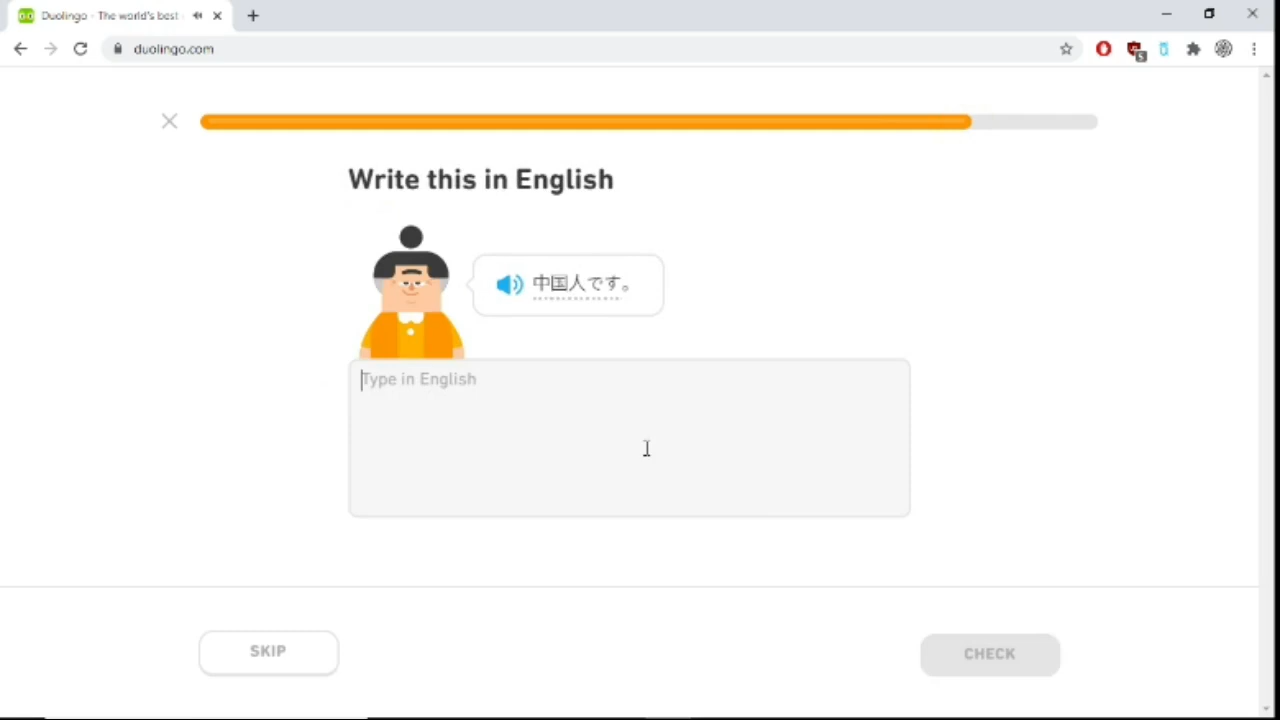 Duolingo - The world's best
duolingo.com
5
Write this in English
中国人です。
Type in English
SKIP
CHECK